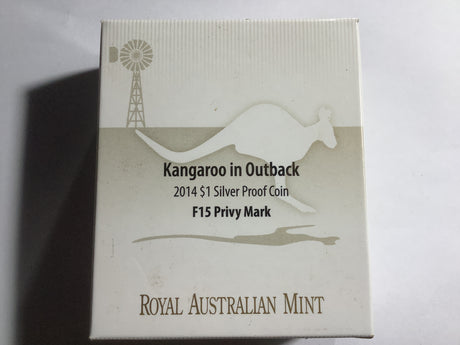 Kangaroo in Outback
2014 $1 Silver Proof Coin
F15 Privy Mark
ROYAL AUSTRALIAN MINT